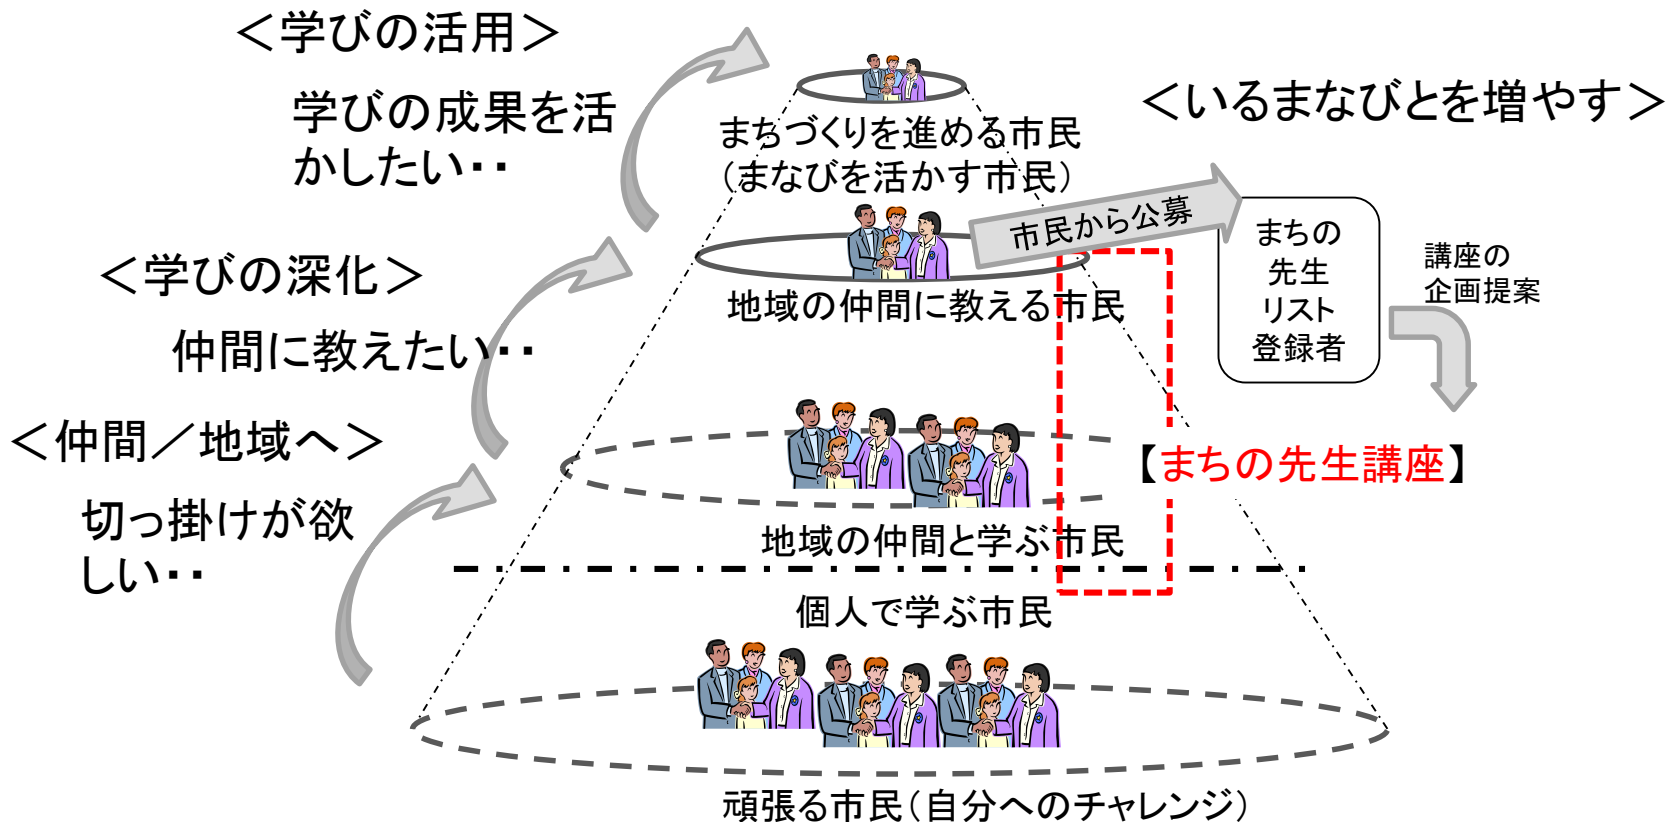 ＜学びの活用＞
学びの成果を活
かしたい・・
＜学びの深化＞
仲間に教えたい・・
＜仲間／地域へ＞
切っ掛けが欲
しい・・
まちづくりを進める市民
（まなびを活かす市民）
地域の仲間に教える市民
地域の仲間と学ぶ市民
個人で学ぶ市民
頑張る市民（自分へのチャレンジ）
＜いるまなびとを増やす＞
市民から公募
まちの
先生
リスト
登録者
講座の
企画提案
【まちの先生講座】